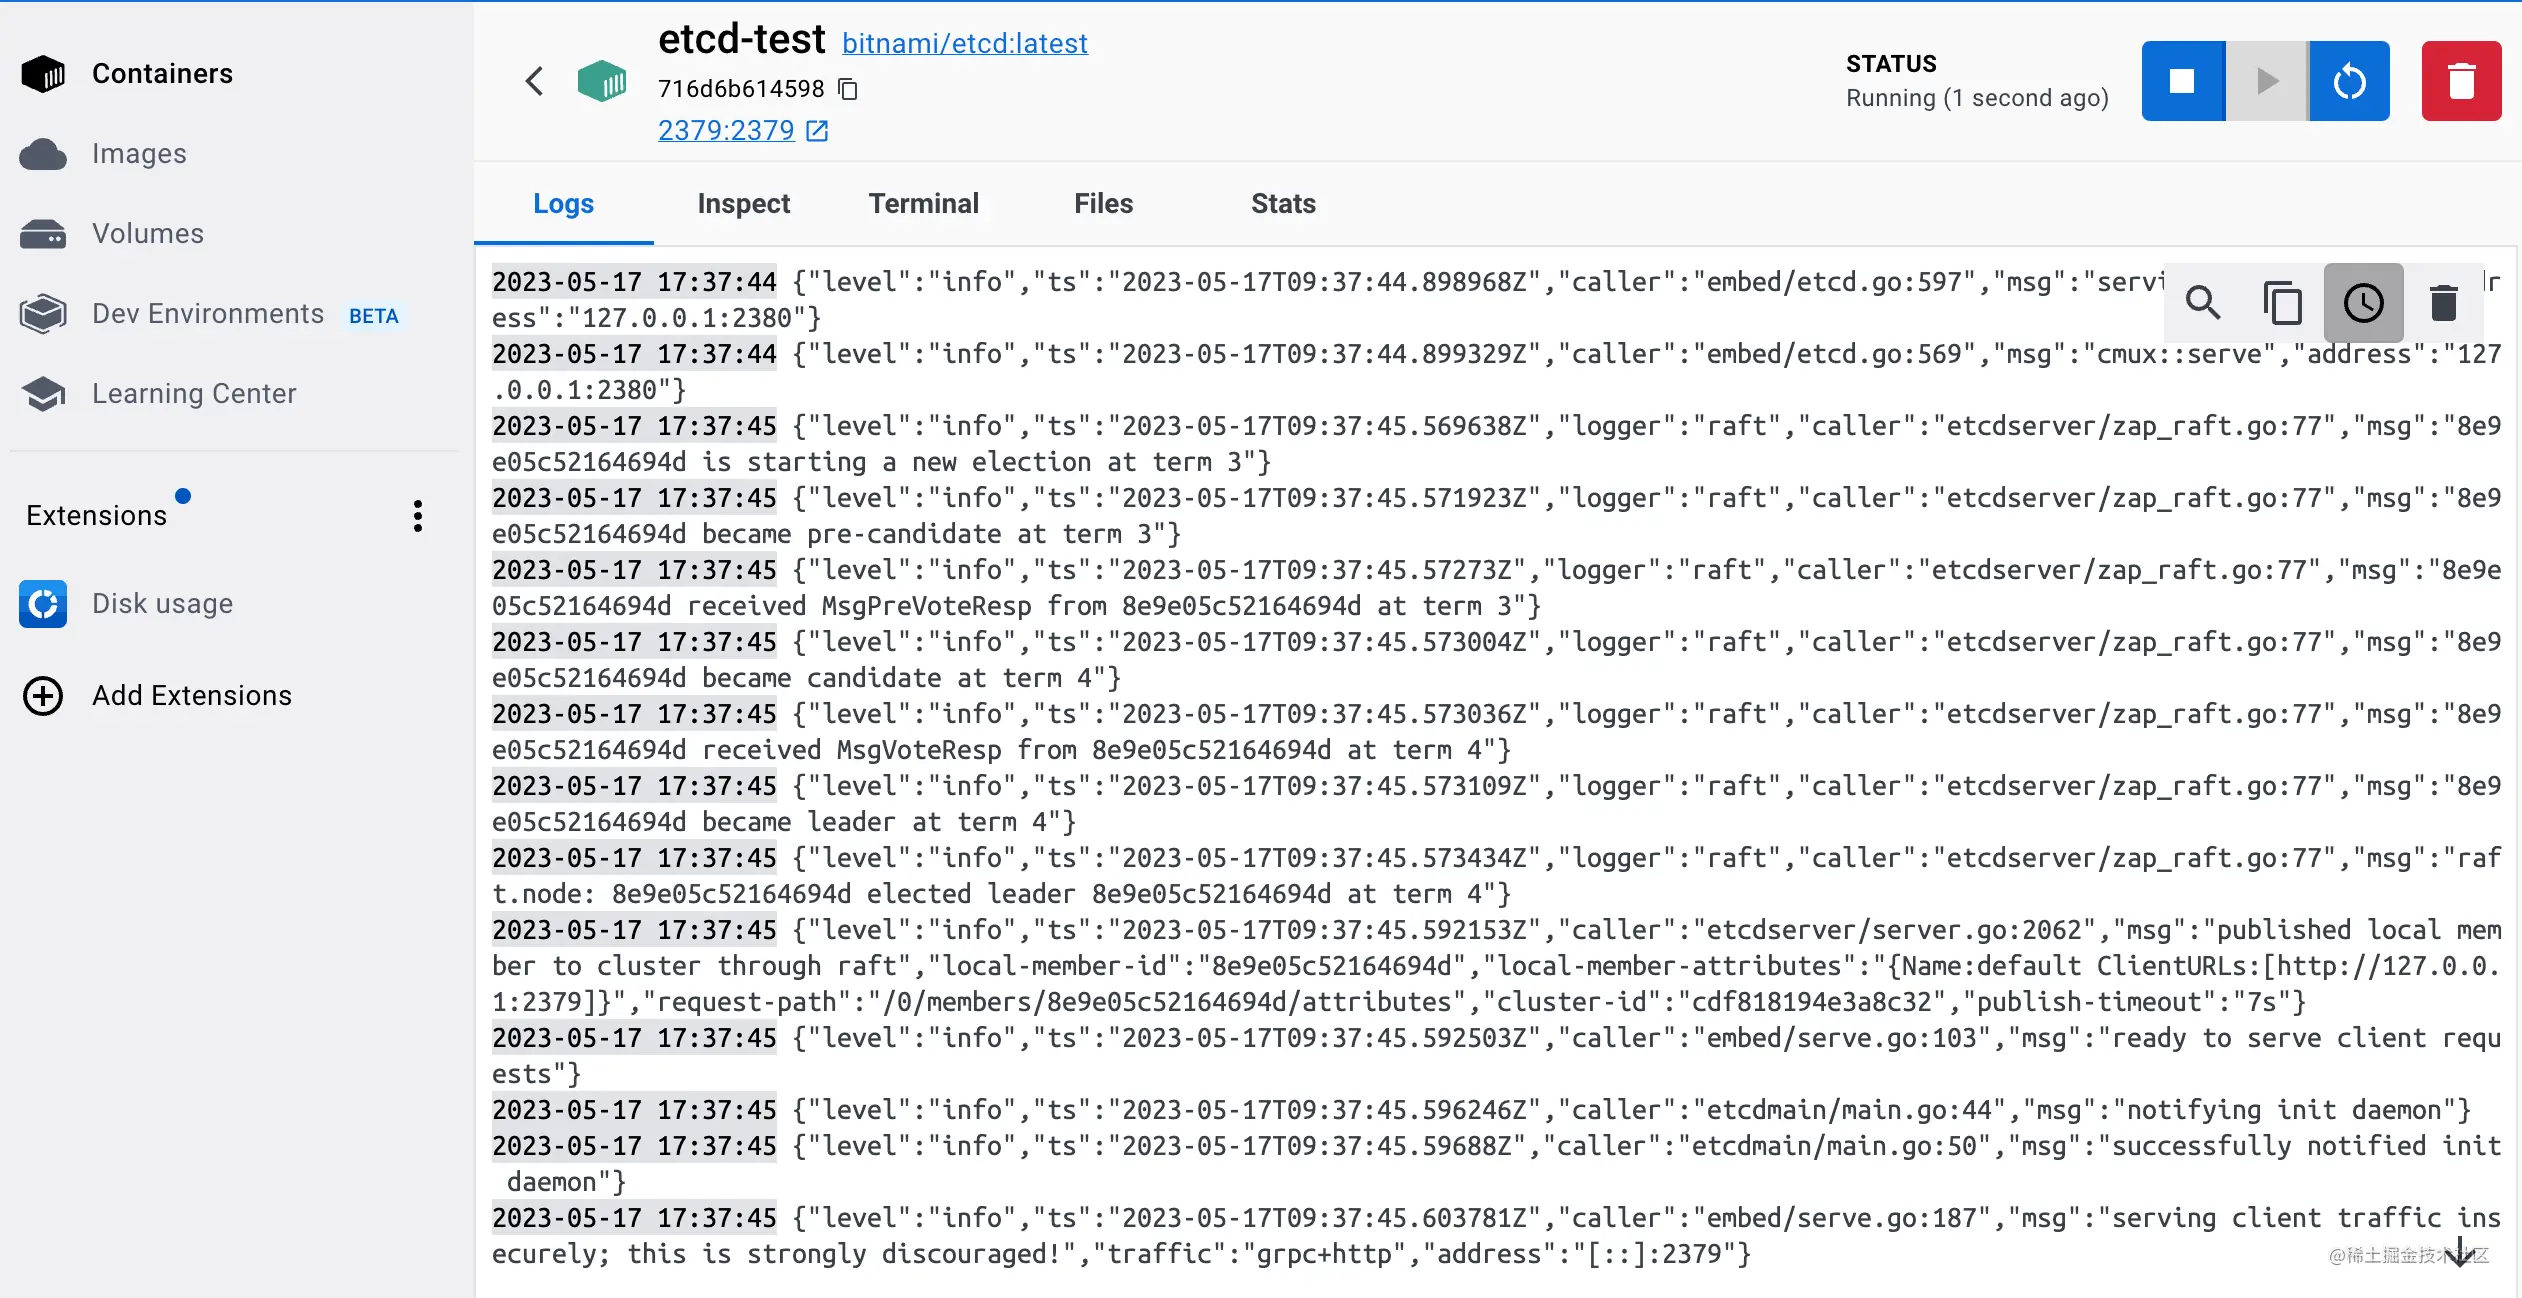 Containers
Images
Volumes
Dev Environments BETA
Learning Center
Extensions
Disk usage
Add Extensions
etcd-test bitnami/etcd:latest
716d6b614598
2379:2379
STATUS
Running (1 second ago)
Logs Inspect Terminal Files Stats
2023-05-17 17:37:44 {"level":"info","ts":"2023-05-17T09:37:44.898968Z","caller":"embed/etcd.go:597","msg":"servi
ess":"127.0.0.1:2380"}
2023-05-17 17:37:44 {"level":"info","ts":"2023-05-17T09:37:44.899329Z","caller":"embed/etcd.go:569","msg":"cmux::serve","address":"127
.0.0.1:2380"}
2023-05-17 17:37:45 {"level":"info","ts":"2023-05-17T09:37:45.569638Z","logger":"raft","caller":"etcdserver/zap_raft.go:77","msg":"8e9
e05c52164694d is starting a new election at term 3"}
2023-05-17 17:37:45 {"level":"info","ts":"2023-05-17T09:37:45.571923Z","logger":"raft","caller":"etcdserver/zap_raft.go:77","msg":"8e9
e05c52164694d became pre-candidate at term 3"}
2023-05-17 17:37:45 {"level":"info","ts":"2023-05-17T09:37:45.57273Z","logger":"raft","caller":"etcdserver/zap_raft.go:77","msg":"8e9e
05c52164694d received MsgPreVoteResp from 8e9e05c52164694d at term 3"}
2023-05-17 17:37:45 {"level":"info","ts":"2023-05-17T09:37:45.573004Z","logger":"raft","caller":"etcdserver/zap_raft.go:77","msg":"8e9
e05c52164694d became candidate at term 4"}
2023-05-17 17:37:45 {"level":"info","ts":"2023-05-17T09:37:45.573036Z","logger":"raft","caller":"etcdserver/zap_raft.go:77","msg":"8e9
e05c52164694d received MsgVoteResp from 8e9e05c52164694d at term 4"}
2023-05-17 17:37:45 {"level":"info","ts":"2023-05-17T09:37:45.573109Z","logger":"raft","caller":"etcdserver/zap_raft.go:77","msg":"8e9
e05c52164694d became leader at term 4"}
2023-05-17 17:37:45 {"level":"info","ts":"2023-05-17T09:37:45.573434Z","logger":"raft","caller":"etcdserver/zap_raft.go:77","msg":"raf
t.node: 8e9e05c52164694d elected leader 8e9e05c52164694d at term 4"}
2023-05-17 17:37:45 {"level":"info","ts":"2023-05-17T09:37:45.592153Z","caller":"etcdserver/server.go:2062","msg":"published local mem
ber to cluster through raft","local-member-id":"8e9e05c52164694d","local-member-attributes":"{Name:default ClientURLs:[http://127.0.0.
1:2379]}","request-path":"/0/members/8e9e05c52164694d/attributes","cluster-id":"cdf818194e3a8c32","publish-timeout":"7s"}
2023-05-17 17:37:45 {"level":"info","ts":"2023-05-17T09:37:45.592503Z","caller":"embed/serve.go:103","msg":"ready to serve client requ
ests"}
2023-05-17 17:37:45 {"level":"info","ts":"2023-05-17T09:37:45.596246Z","caller":"etcdmain/main.go:44","msg":"notifying init daemon"}
2023-05-17 17:37:45 {"level":"info","ts":"2023-05-17T09:37:45.59688Z","caller":"etcdmain/main.go:50","msg":"successfully notified init
daemon"}
2023-05-17 17:37:45 {"level":"info","ts":"2023-05-17T09:37:45.603781Z","caller":"embed/serve.go:187","msg":"serving client traffic ins
ecurely; this is strongly discouraged!","traffic":"grpc+http","address":"[::]:2379"}
@稀土掘金技术社区